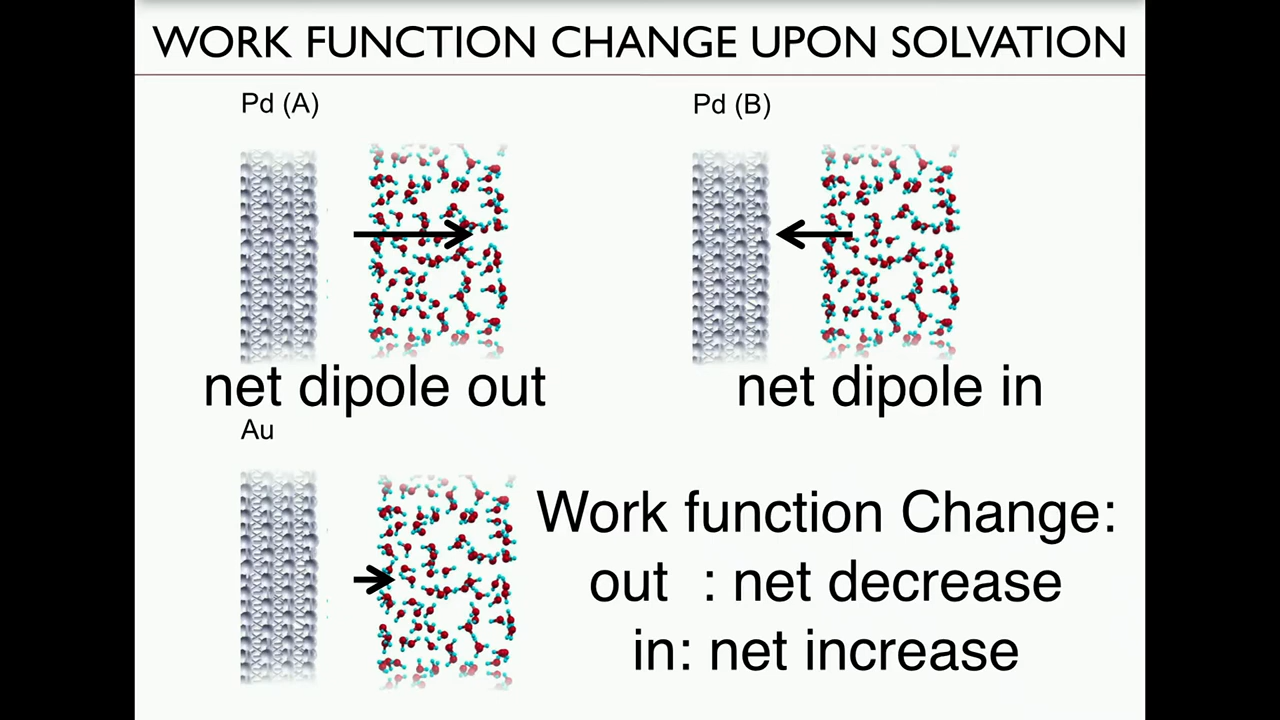 WORK FUNCTION CHANGE UPON SOLVATION
Pd (A)
Pd (B)
net dipole out
net dipole in
Au
Work function Change:
out : net decrease
in: net increase